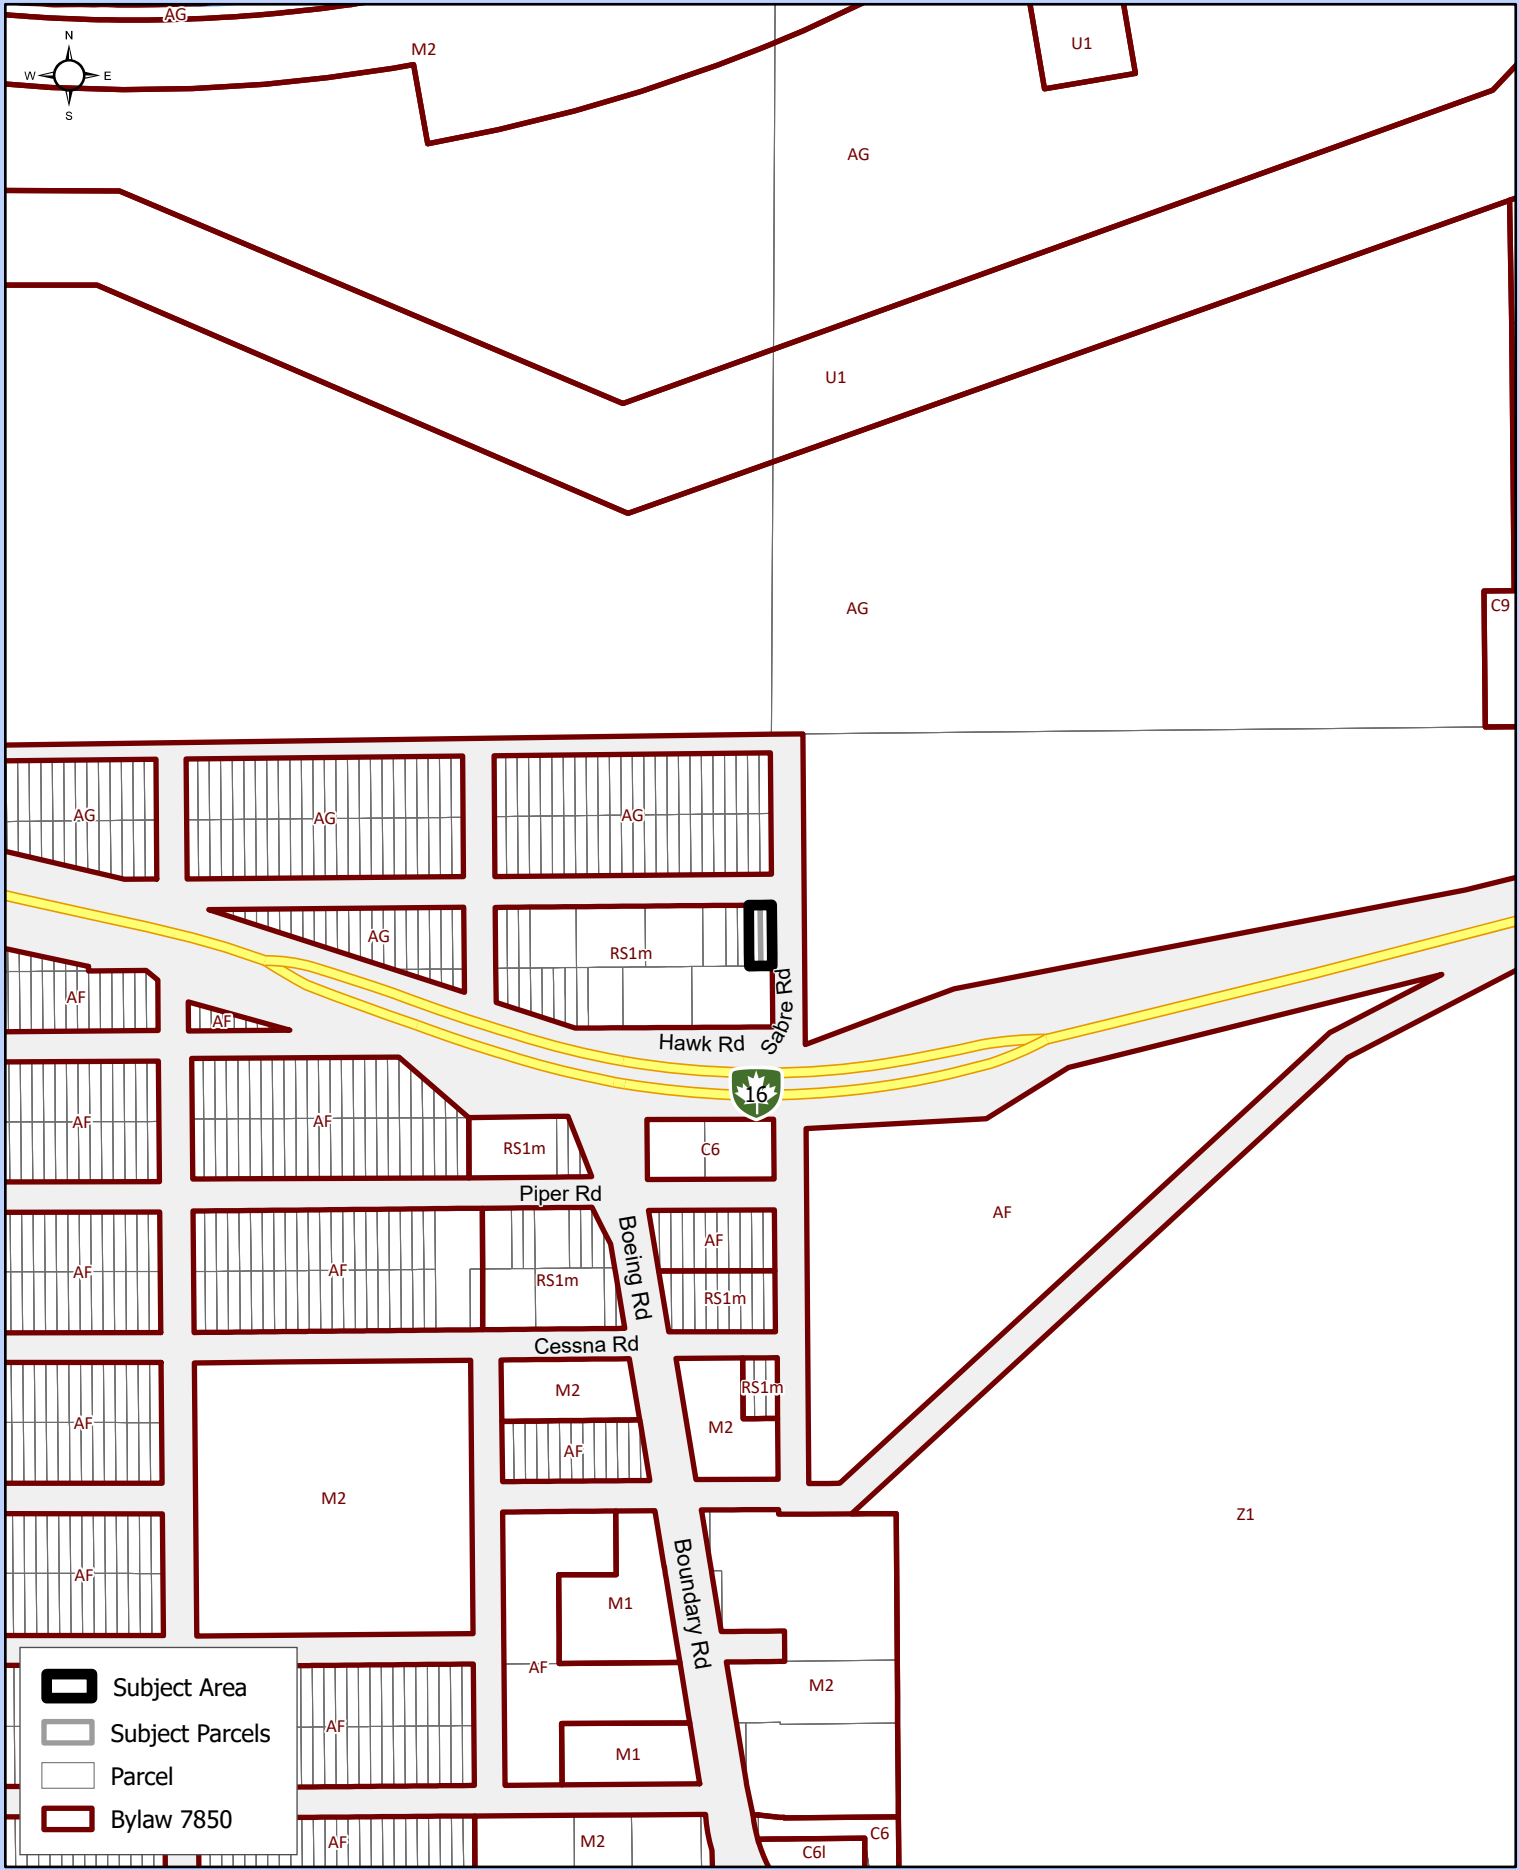 AG
N
W E
S
M2
U1
AG
U1
AG
C9
AG
AG
AG
AG
RS1m
AF
AF
Sabre Rd
Hawk Rd
16
AF
AF
RS1m
C6
Piper Rd
AF
AF
AF
RS1m
Boeing Rd
AF
RS1m
Cessna Rd
M2
RS1m
AF
M2
AF
M2
Z1
AF
Boundary Rd
M1
AF
M2
AF
M1
AF
M2
C6
C6l
Subject Area
Subject Parcels
Parcel
Bylaw 7850